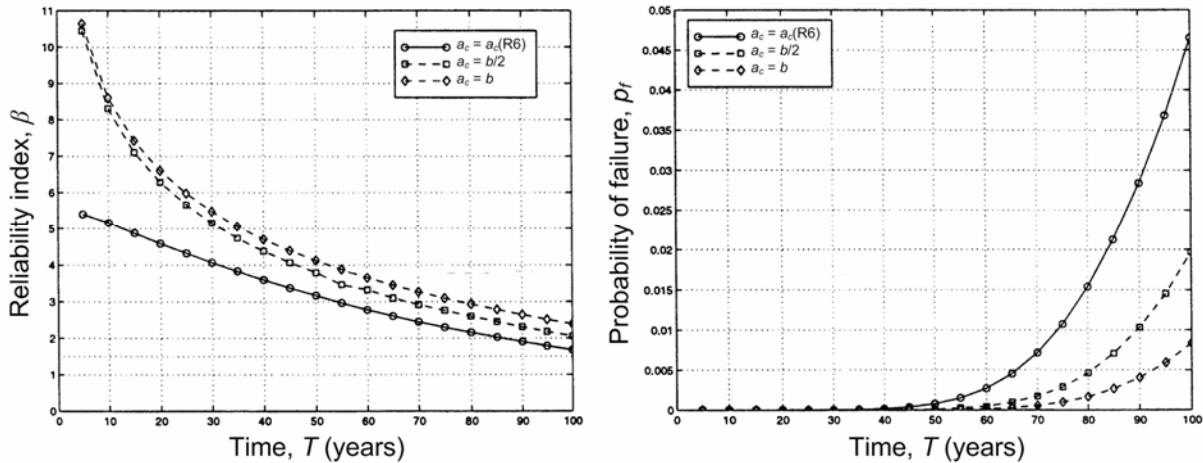 11
10
9
8
7
6
5
4
3
2
1
0
Reliability index, β
a_c = a_c(R6)
a_c = b/2
a_c = b
0 10 20 30 40 50 60 70 80 90 100
Time, T (years)
0.05
0.045
0.04
0.035
0.03
0.025
0.02
0.015
0.01
0.005
0
Probability of failure, p_f
a_c = a_c(R6)
a_c = b/2
a_c = b
0 10 20 30 40 50 60 70 80 90 100
Time, T (years)